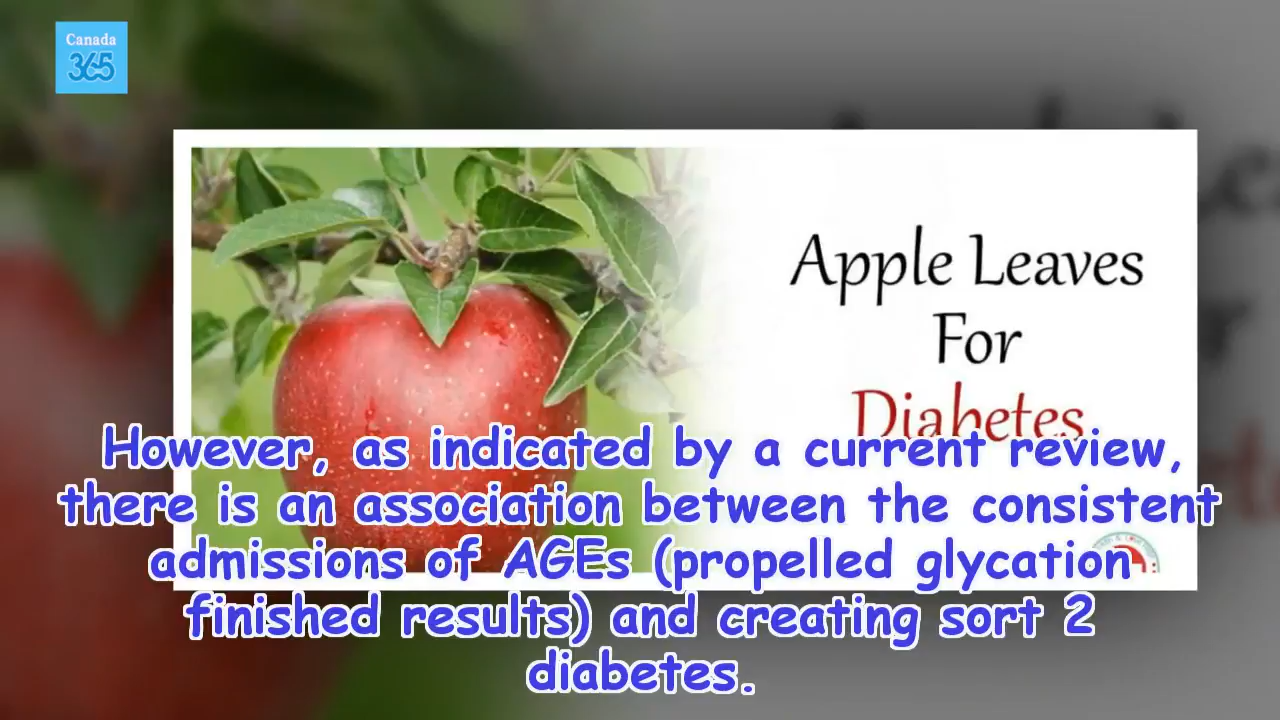 Canada
365
Apple Leaves
For
Diabetes
However, as indicated by a current review,
there is an association between the consistent
admissions of AGEs (propelled glycation
finished results) and creating sort 2
diabetes.